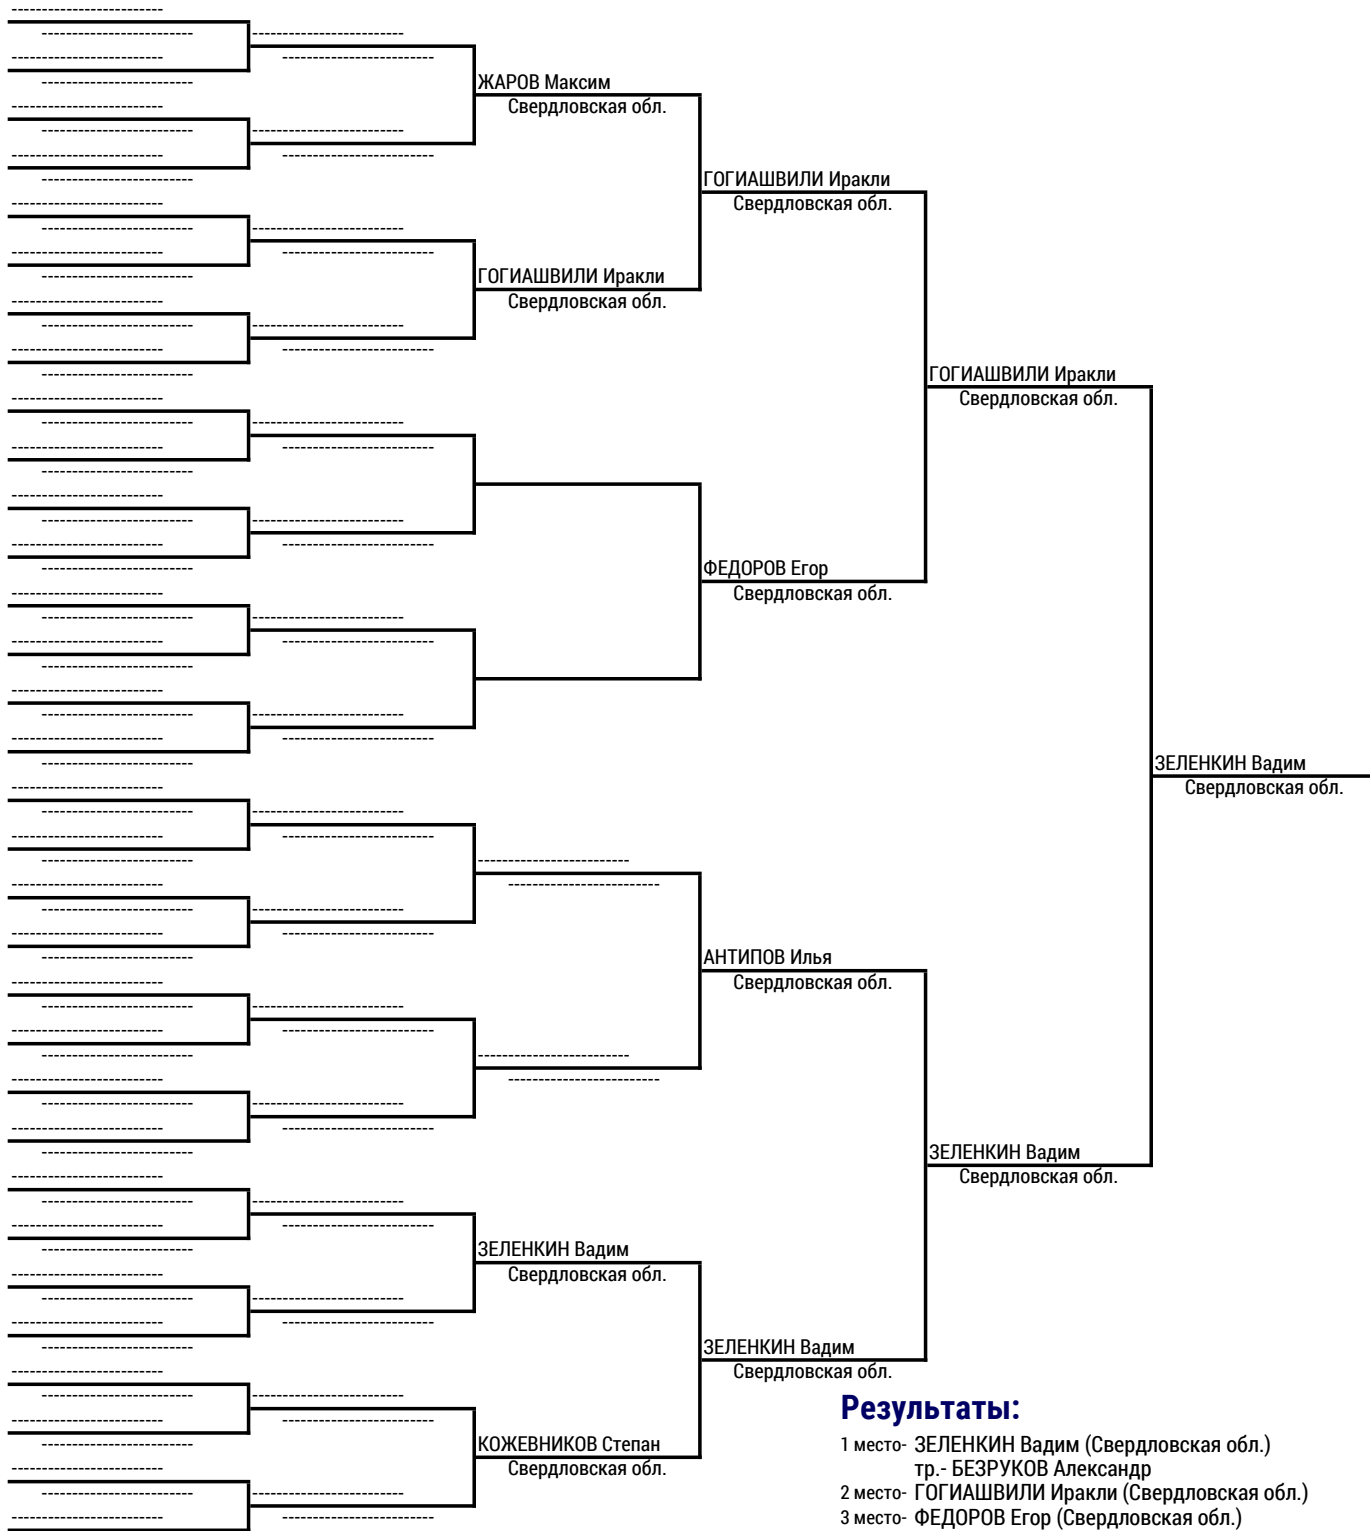 ЖАРОВ Максим
Свердловская обл.
ГОГИАШВИЛИ Иракли
Свердловская обл.
ГОГИАШВИЛИ Иракли
Свердловская обл.
ГОГИАШВИЛИ Иракли
Свердловская обл.
ФЕДОРОВ Егор
Свердловская обл.
ЗЕЛЕНКИН Вадим
Свердловская обл.
АНТИПОВ Илья
Свердловская обл.
ЗЕЛЕНКИН Вадим
Свердловская обл.
ЗЕЛЕНКИН Вадим
Свердловская обл.
ЗЕЛЕНКИН Вадим
Свердловская обл.
КОЖЕВНИКОВ Степан
Свердловская обл.
Результаты:
1 место- ЗЕЛЕНКИН Вадим (Свердловская обл.)
тр.- БЕЗРУКОВ Александр
2 место- ГОГИАШВИЛИ Иракли (Свердловская обл.)
3 место- ФЕДОРОВ Егор (Свердловская обл.)